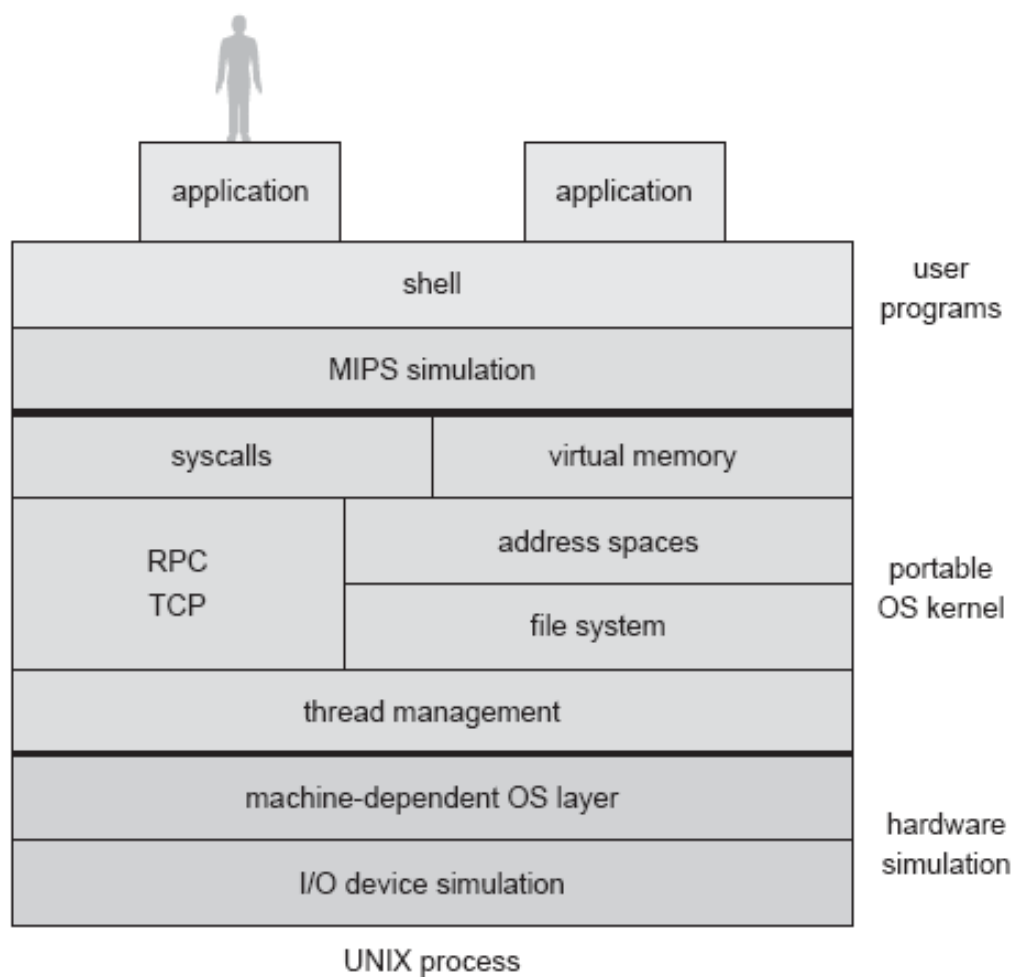 application
application
shell
user
programs
MIPS simulation
syscalls
virtual memory
RPC
TCP
address spaces
file system
portable
OS kernel
thread management
machine-dependent OS layer
I/O device simulation
hardware
simulation
UNIX process